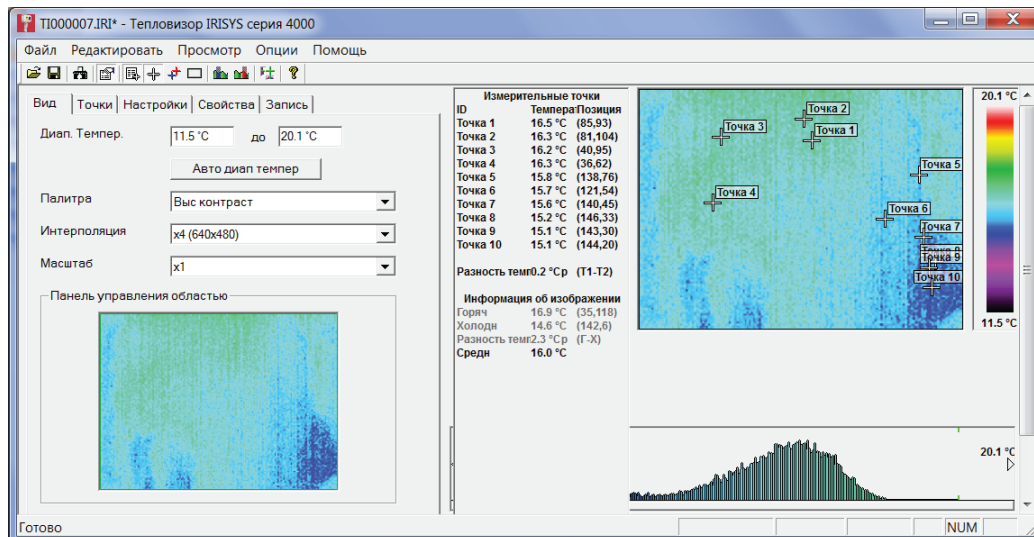 TI000007.IRI* - Тепловизор IRISYS серия 4000
Файл Редактировать Просмотр Опции Помощь
Вид Точки Настройки Свойства Запись
Диап. Темпер. 11.5 °C до 20.1 °C
Авто диап темпер
Палитра Выс контраст
Интерполяция x4 (640x480)
Масштаб x1
Панель управления областью
Измерительные точки
ID Темпера Позиция
Точка 1 16.5 °C (85,93)
Точка 2 16.3 °C (81,104)
Точка 3 16.2 °C (40,95)
Точка 4 16.3 °C (36,62)
Точка 5 15.8 °C (138,76)
Точка 6 15.7 °C (121,54)
Точка 7 15.6 °C (140,45)
Точка 8 15.2 °C (146,33)
Точка 9 15.1 °C (143,30)
Точка 10 15.1 °C (144,20)
Разность темп 0.2 °Cp (T1-T2)
Информация об изображении
Горяч 16.9 °C (35,118)
Холодн 14.6 °C (142,6)
Разность темп 2.3 °Cp (Г-Х)
Средн 16.0 °C
Точка 2
Точка 3
Точка 1
Точка 5
Точка 4
Точка 6
Точка 7
Точка 8
Точка 9
Точка 10
20.1 °C
11.5 °C
20.1 °C
Готово
NUM